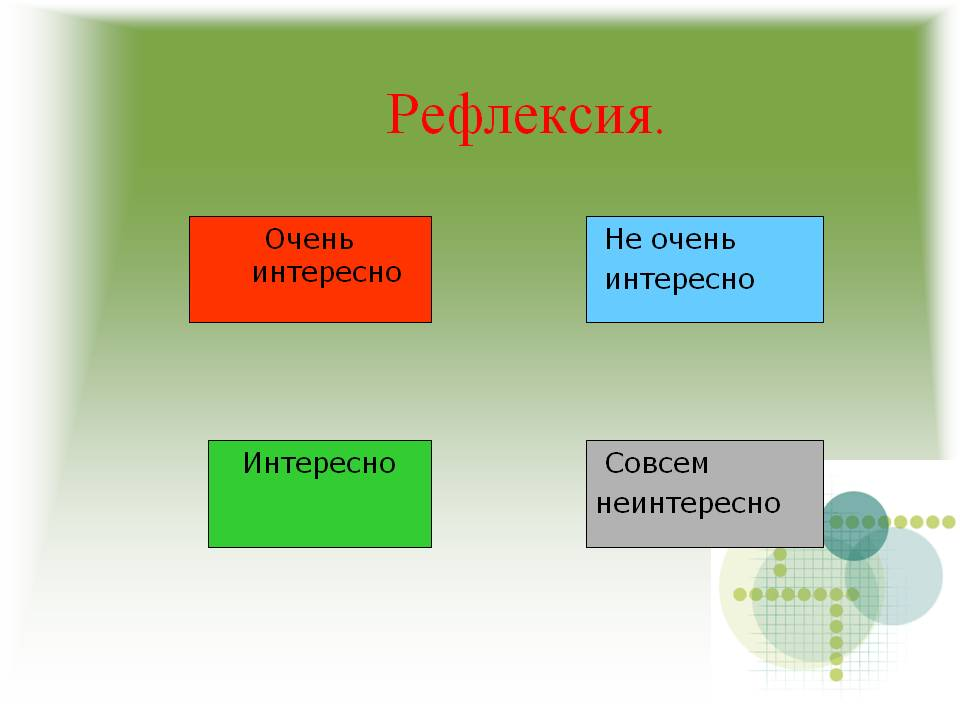 Рефлексия.
Очень
интересно
Не очень
интересно
Интересно
Совсем
неинтересно